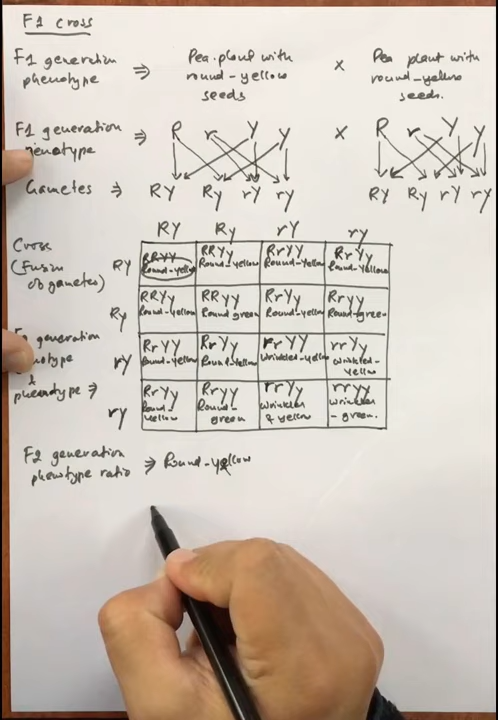 F1 cross
F1 generation phenotype ⇒ Pea plant with round-yellow seeds × Pea plant with round-yellow seeds.
F1 generation genotype ⇒ R r Y y × R r Y y
Gametes ⇒ RY Ry rY ry RY Ry rY ry
RY Ry rY ry
Cross (Fusion of gametes)
RY RRYY Round-yellow RRYy Round-yellow RrYY Round-yellow RrYy Round-Yellow
Ry RRYy Round-yellow RRyy Round green RrYy Round-yellow Rryy Round-green
generation
rY RrYY Round-yellow RrYy Round-Yellow rrYY Wrinkled-yellow rrYy Wrinkled-yellow
& phenotype ⇒
ry RrYy Round-yellow Rryy Round-green rrYy Wrinkled & yellow rryy Wrinkled-green.
F2 generation phenotype ratio ⇒ Round-yellow